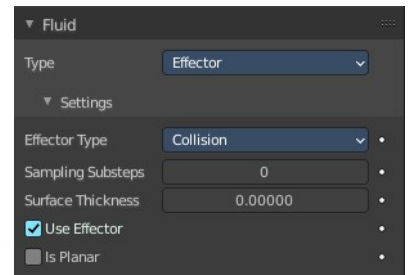 Fluid
Type Effector
Settings
Effector Type Collision
Sampling Substeps 0
Surface Thickness 0.00000
Use Effector
Is Planar